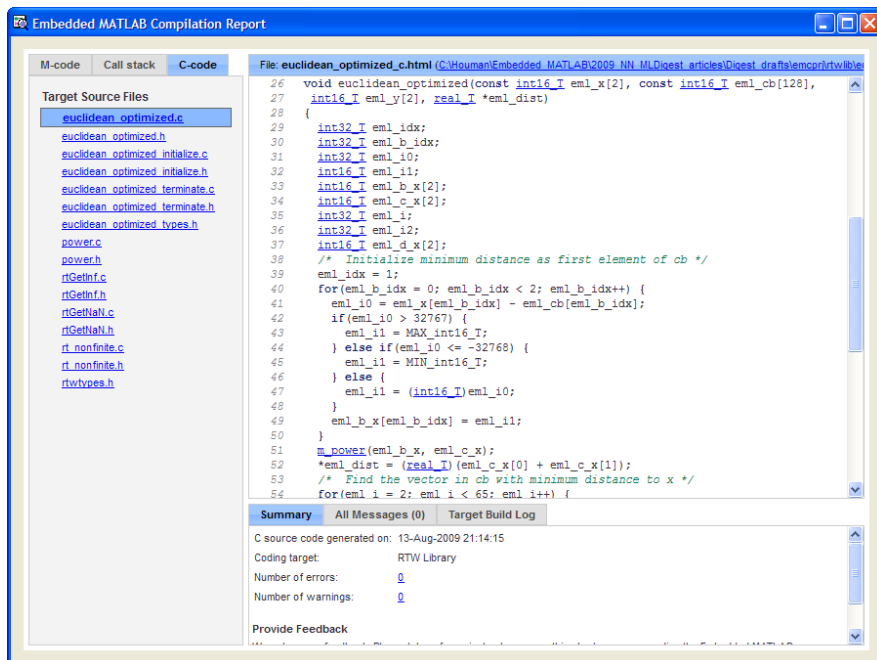 Embedded MATLAB Compilation Report
M-code Call stack C-code
Target Source Files
euclidean_optimized.c
euclidean_optimized.h
euclidean_optimized_initialize.c
euclidean_optimized_initialize.h
euclidean_optimized_terminate.c
euclidean_optimized_terminate.h
euclidean_optimized_types.h
power.c
power.h
rtGetInf.c
rtGetInf.h
rtGetNaN.c
rtGetNaN.h
rt_nonfinite.c
rt_nonfinite.h
rtwtypes.h
File: euclidean_optimized_c.html (C:\Houman\Embedded_MATLAB\2009_NN_MLDigest_articles\Digest_drafts\emcprj\rtwlib\
26 void euclidean_optimized(const int16_T eml_x[2], const int16_T eml_cb[128],
27 int16_T eml_y[2], real_T *eml_dist)
28 {
29 int32_T eml_idx;
30 int32_T eml_b_idx;
31 int32_T eml_i0;
32 int16_T eml_i1;
33 int16_T eml_b_x[2];
34 int16_T eml_c_x[2];
35 int32_T eml_i;
36 int32_T eml_i2;
37 int16_T eml_d_x[2];
38 /* Initialize minimum distance as first element of cb */
39 eml_idx = 1;
40 for(eml_b_idx = 0; eml_b_idx < 2; eml_b_idx++) {
41 eml_i0 = eml_x[eml_b_idx] - eml_cb[eml_b_idx];
42 if(eml_i0 > 32767) {
43 eml_i1 = MAX_int16_T;
44 } else if(eml_i0 <= -32768) {
45 eml_i1 = MIN_int16_T;
46 } else {
47 eml_i1 = (int16_T)eml_i0;
48 }
49 eml_b_x[eml_b_idx] = eml_i1;
50 }
51 m_power(eml_b_x, eml_c_x);
52 *eml_dist = (real_T)(eml_c_x[0] + eml_c_x[1]);
53 /* Find the vector in cb with minimum distance to x */
54 for(eml_i = 2; eml_i < 65; eml_i++) {
Summary All Messages (0) Target Build Log
C source code generated on: 13-Aug-2009 21:14:15
Coding target: RTW Library
Number of errors: 0
Number of warnings: 0
Provide Feedback